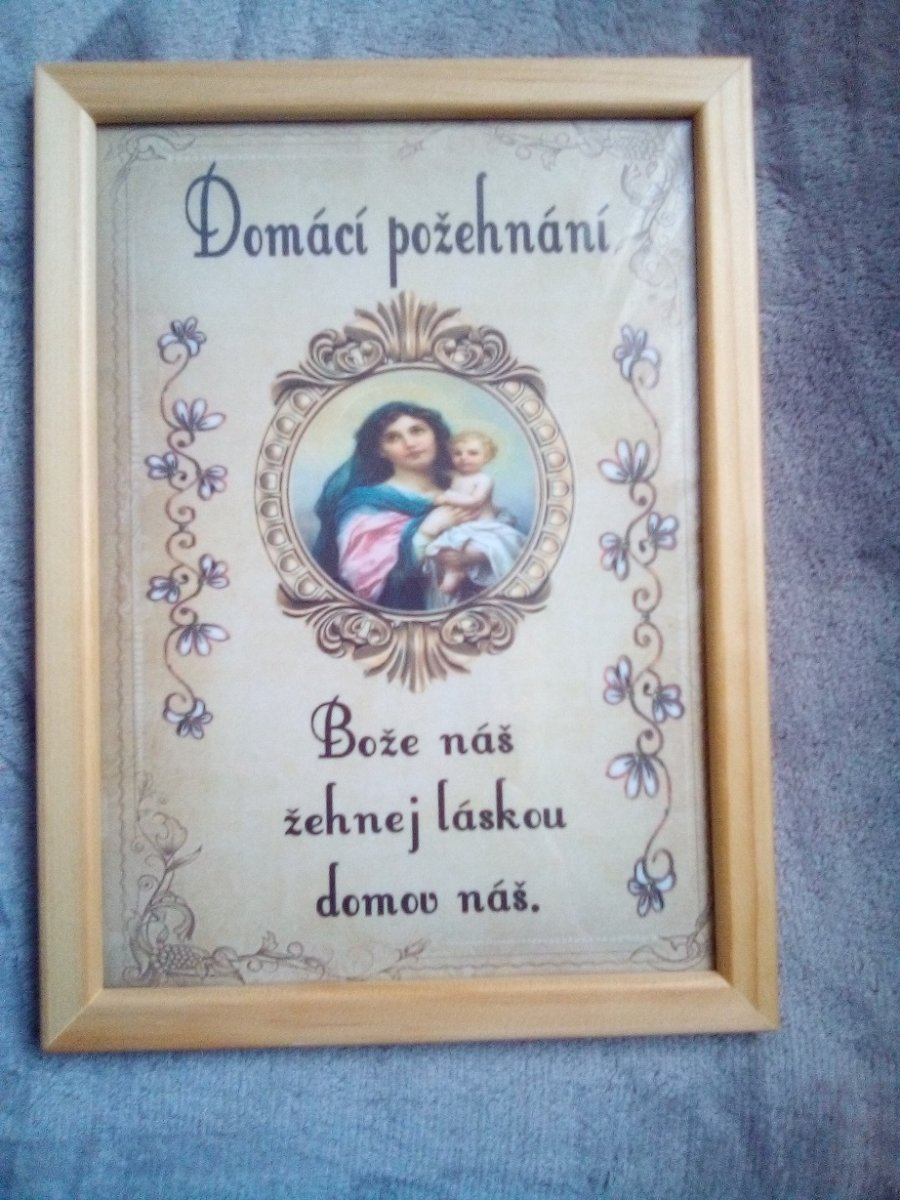 Domácí požehnání
Bože náš
žehnej láskou
domov náš.